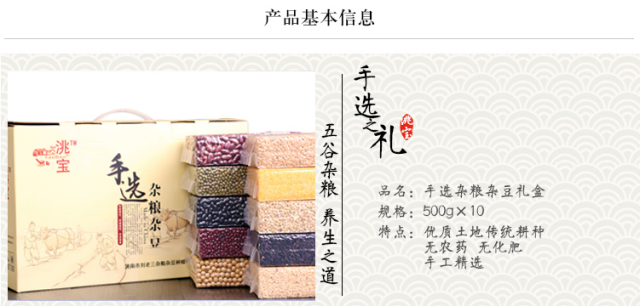 产品基本信息
洮宝™
手选
杂粮杂豆
五谷杂粮 养生之道
手选之礼
洮宝
品名：手选杂粮杂豆礼盒
规格：500g×10
特点：优质土地传统耕种
无农药 无化肥
手工精选